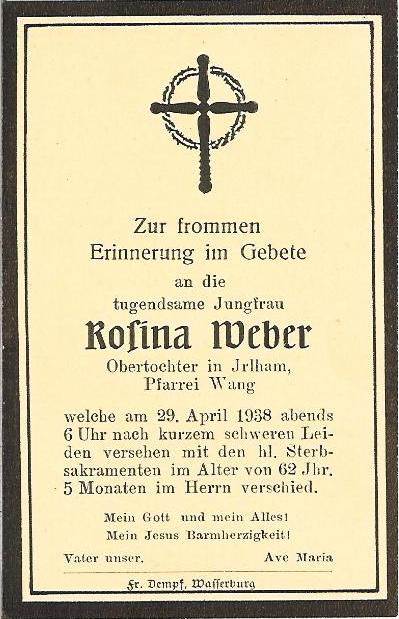 Zur frommen
Erinnerung im Gebete
an die
tugendsame Jungfrau
Rosina Weber
Obertochter in Jrlham,
Pfarrei Wang
welche am 29. April 1938 abends
6 Uhr nach kurzem schweren Lei-
den versehen mit den hl. Sterb-
sakramenten im Alter von 62 Jhr.
5 Monaten im Herrn verschied.
Mein Gott und mein Alles!
Mein Jesus Barmherzigkeit!
Vater unser. Ave Maria
Fr. Dempf, Wasserburg